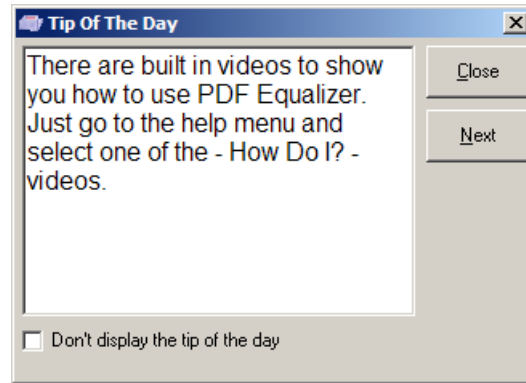 Tip Of The Day
There are built in videos to show
you how to use PDF Equalizer.
Just go to the help menu and
select one of the - How Do I? -
videos.
Close
Next
Don't display the tip of the day